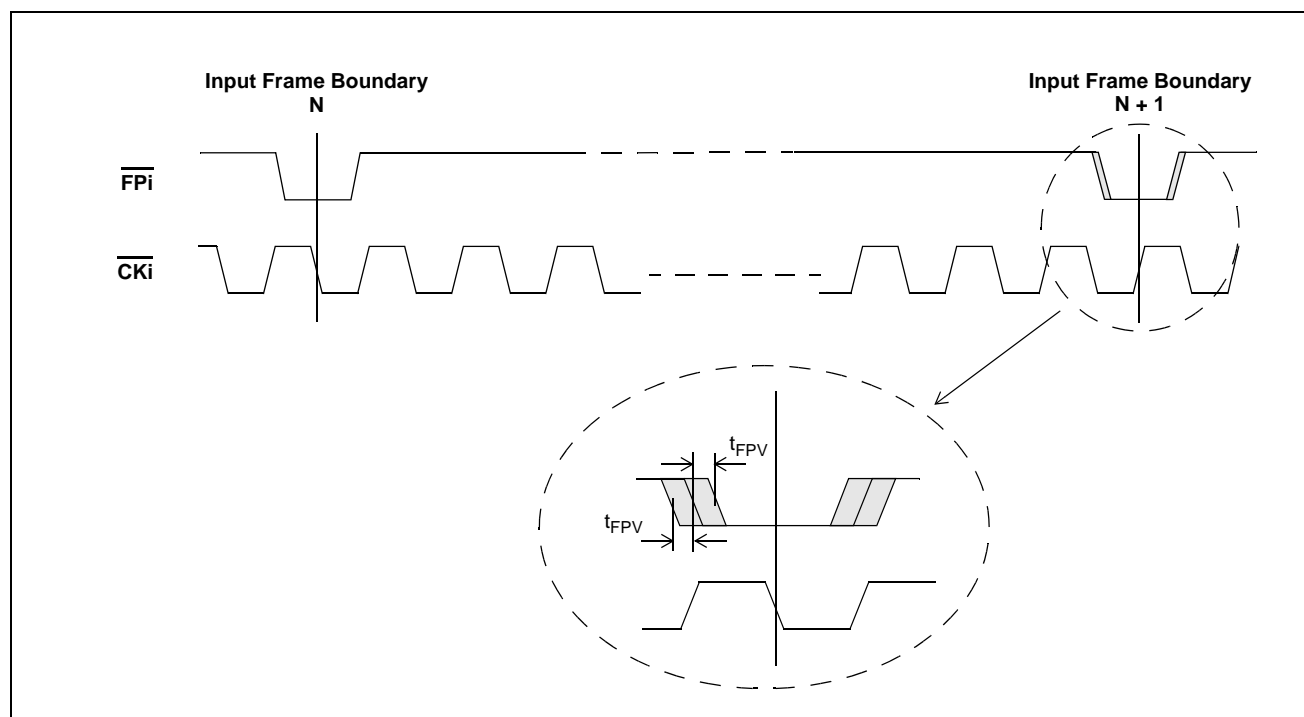 Input Frame Boundary
N
Input Frame Boundary
N + 1
FPi
CKi
tFPV
tFPV